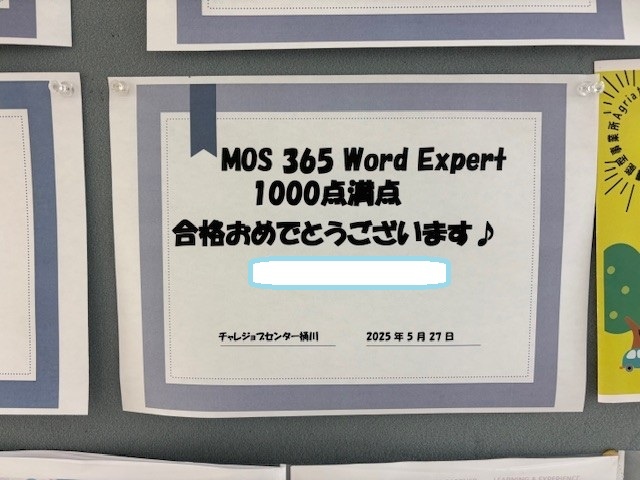 MOS 365 Word Expert
1000点満点
合格おめでとうございます♪
チャレジョブセンター桶川
2025年5月27日